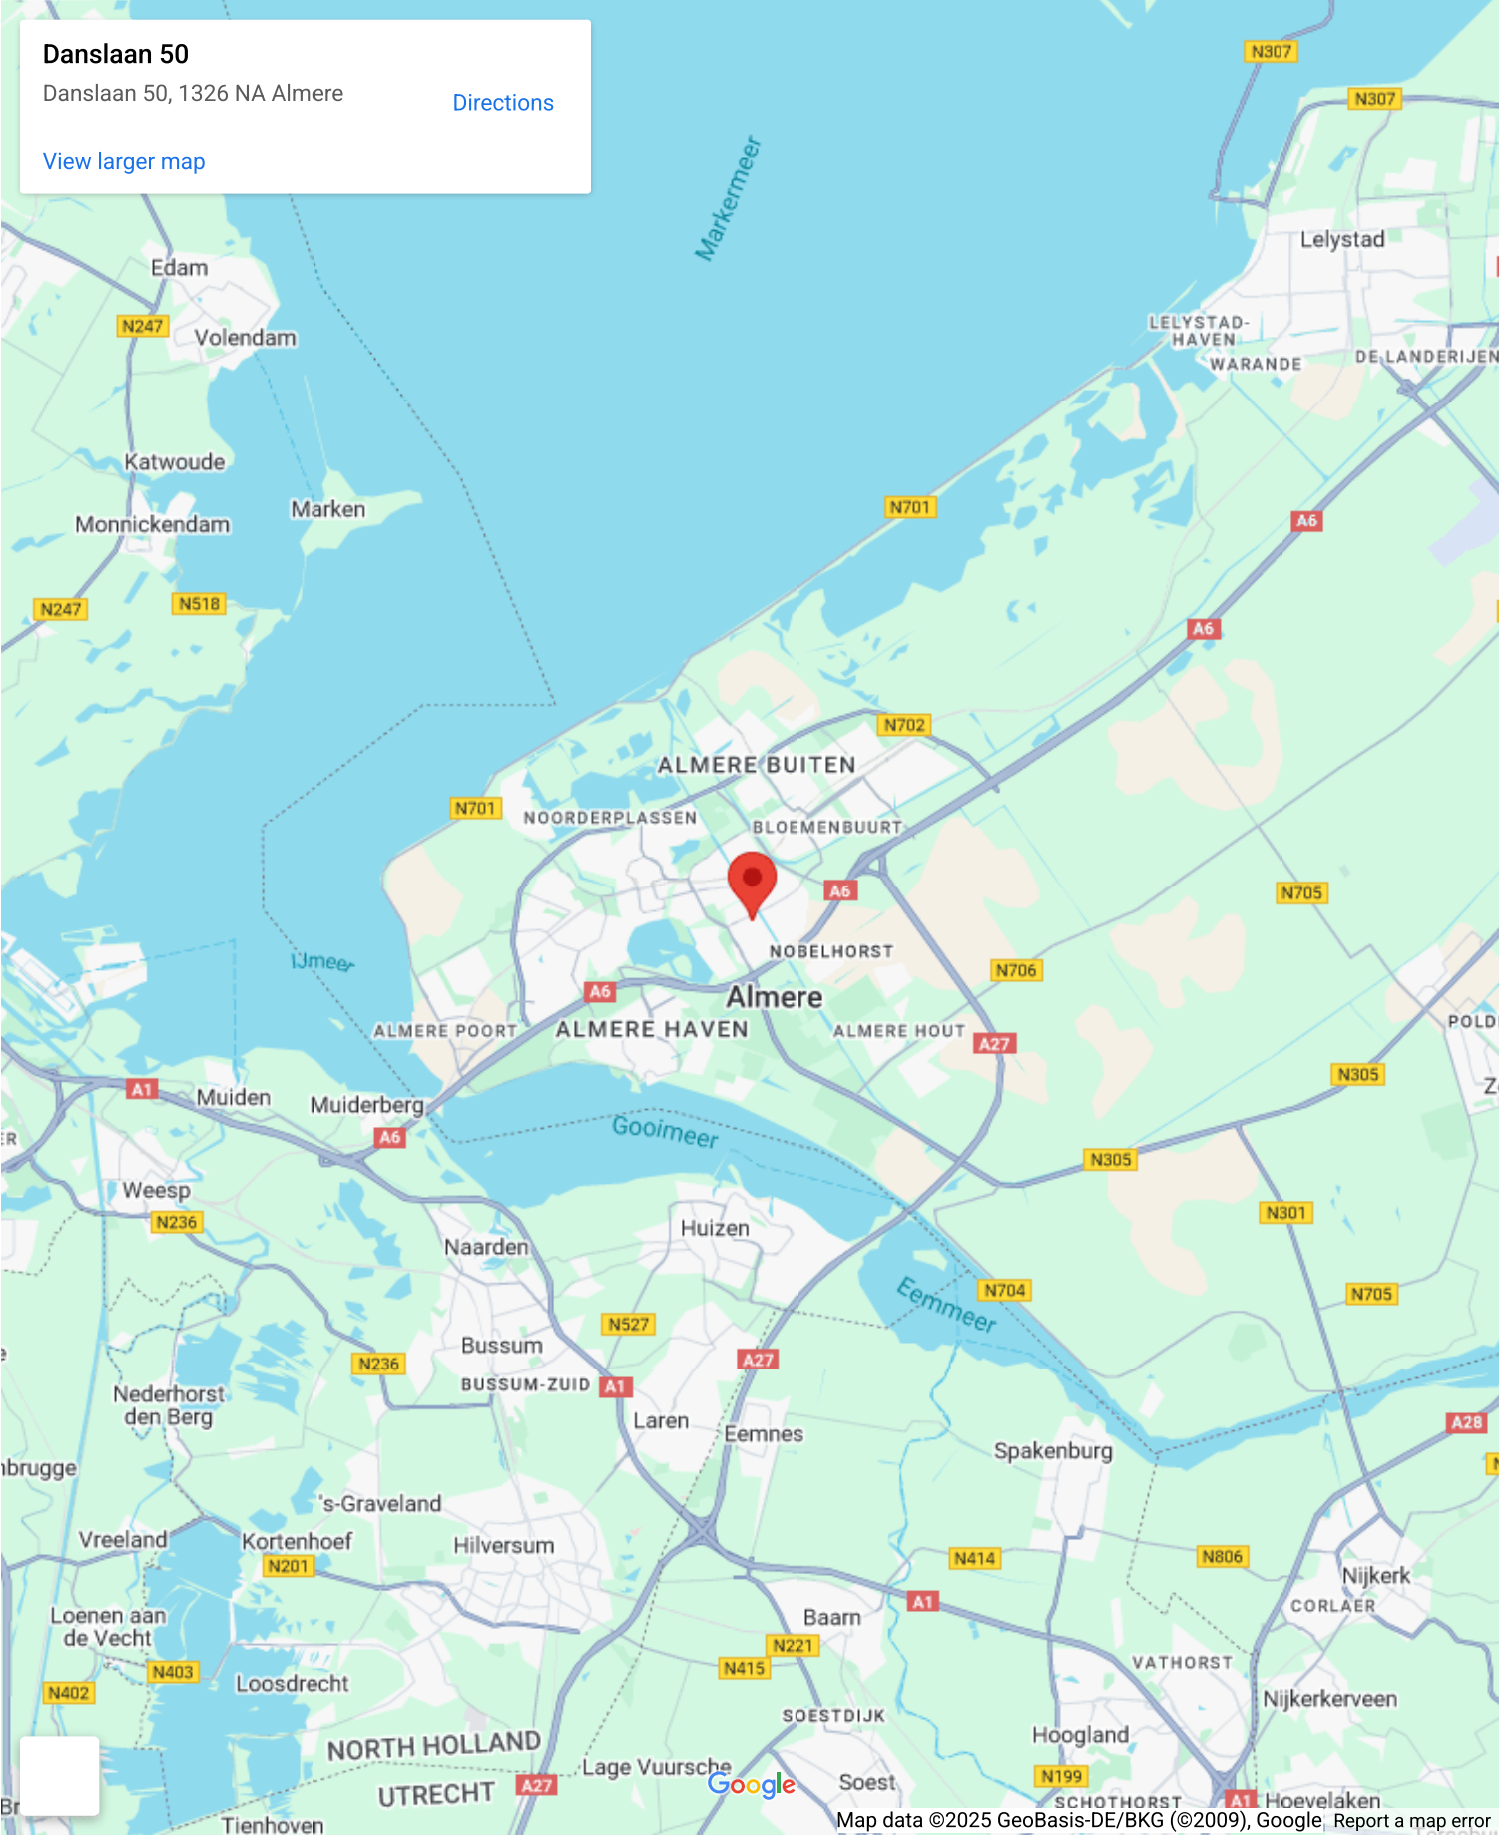 Danslaan 50
Danslaan 50, 1326 NA Almere
Directions
View larger map
N307
N307
Markermeer
Lelystad
Edam
N247
Volendam
LELYSTAD-
HAVEN
WARANDE
DE LANDERIJEN
Katwoude
Marken
Monnickendam
N701
A6
N247
N518
A6
N702
ALMERE BUITEN
N701
NOORDERPLASSEN
BLOEMENBUURT
A6
N705
IJmeer
NOBELHORST
N706
A6
Almere
ALMERE POORT
ALMERE HAVEN
ALMERE HOUT
POLD
A27
N305
A1
Muiden
Muiderberg
Gooimeer
A6
ER
N305
Weesp
N236
N301
Huizen
Naarden
Eemmeer
N704
N705
N527
Bussum
N236
A27
BUSSUM-ZUID
A1
Nederhorst
den Berg
Laren
Eemnes
A28
Spakenburg
nbrugge
's-Graveland
Vreeland
Kortenhoef
Hilversum
N201
N414
N806
Nijkerk
A1
CORLAER
Loenen aan
de Vecht
Baarn
N221
N403
N415
VATHORST
N402
Loosdrecht
Nijkerkerveen
SOESTDIJK
Hoogland
NORTH HOLLAND
Lage Vuursche
UTRECHT
A27
Google
Soest
N199
SCHOTHORST
A1
Hoevelaken
Br
Tienhoven
Map data ©2025 GeoBasis-DE/BKG (©2009), Google
Report a map error